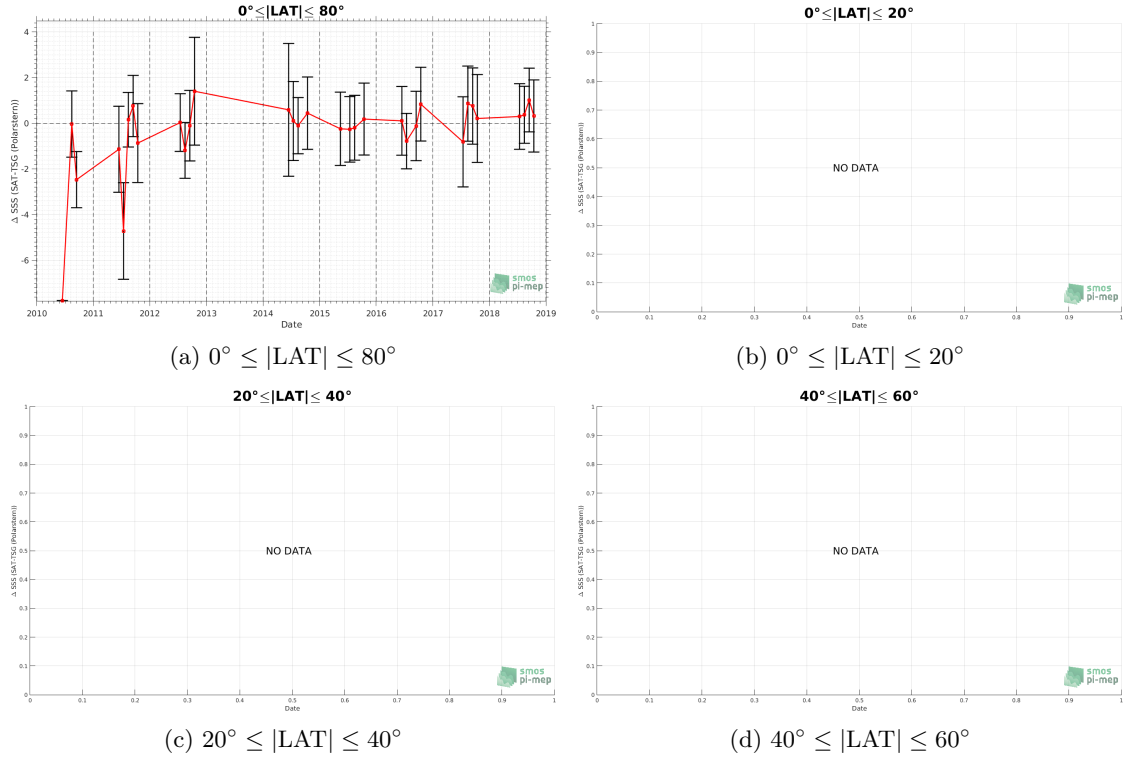 0°≤|LAT|≤ 80°
Δ SSS (SAT-TSG (Polarstern))
4
2
0
-2
-4
-6
2010 2011 2012 2013 2014 2015 2016 2017 2018 2019
Date
smos
pi-mep
(a) 0° ≤ |LAT| ≤ 80°
0°≤|LAT|≤ 20°
Δ SSS (SAT-TSG (Polarstern))
1
0.9
0.8
0.7
0.6
0.5
0.4
0.3
0.2
0.1
0
NO DATA
0 0.1 0.2 0.3 0.4 0.5 0.6 0.7 0.8 0.9 1
Date
smos
pi-mep
(b) 0° ≤ |LAT| ≤ 20°
20°≤|LAT|≤ 40°
Δ SSS (SAT-TSG (Polarstern))
1
0.9
0.8
0.7
0.6
0.5
0.4
0.3
0.2
0.1
0
NO DATA
0 0.1 0.2 0.3 0.4 0.5 0.6 0.7 0.8 0.9 1
Date
smos
pi-mep
(c) 20° ≤ |LAT| ≤ 40°
40°≤|LAT|≤ 60°
Δ SSS (SAT-TSG (Polarstern))
1
0.9
0.8
0.7
0.6
0.5
0.4
0.3
0.2
0.1
0
NO DATA
0 0.1 0.2 0.3 0.4 0.5 0.6 0.7 0.8 0.9 1
Date
smos
pi-mep
(d) 40° ≤ |LAT| ≤ 60°